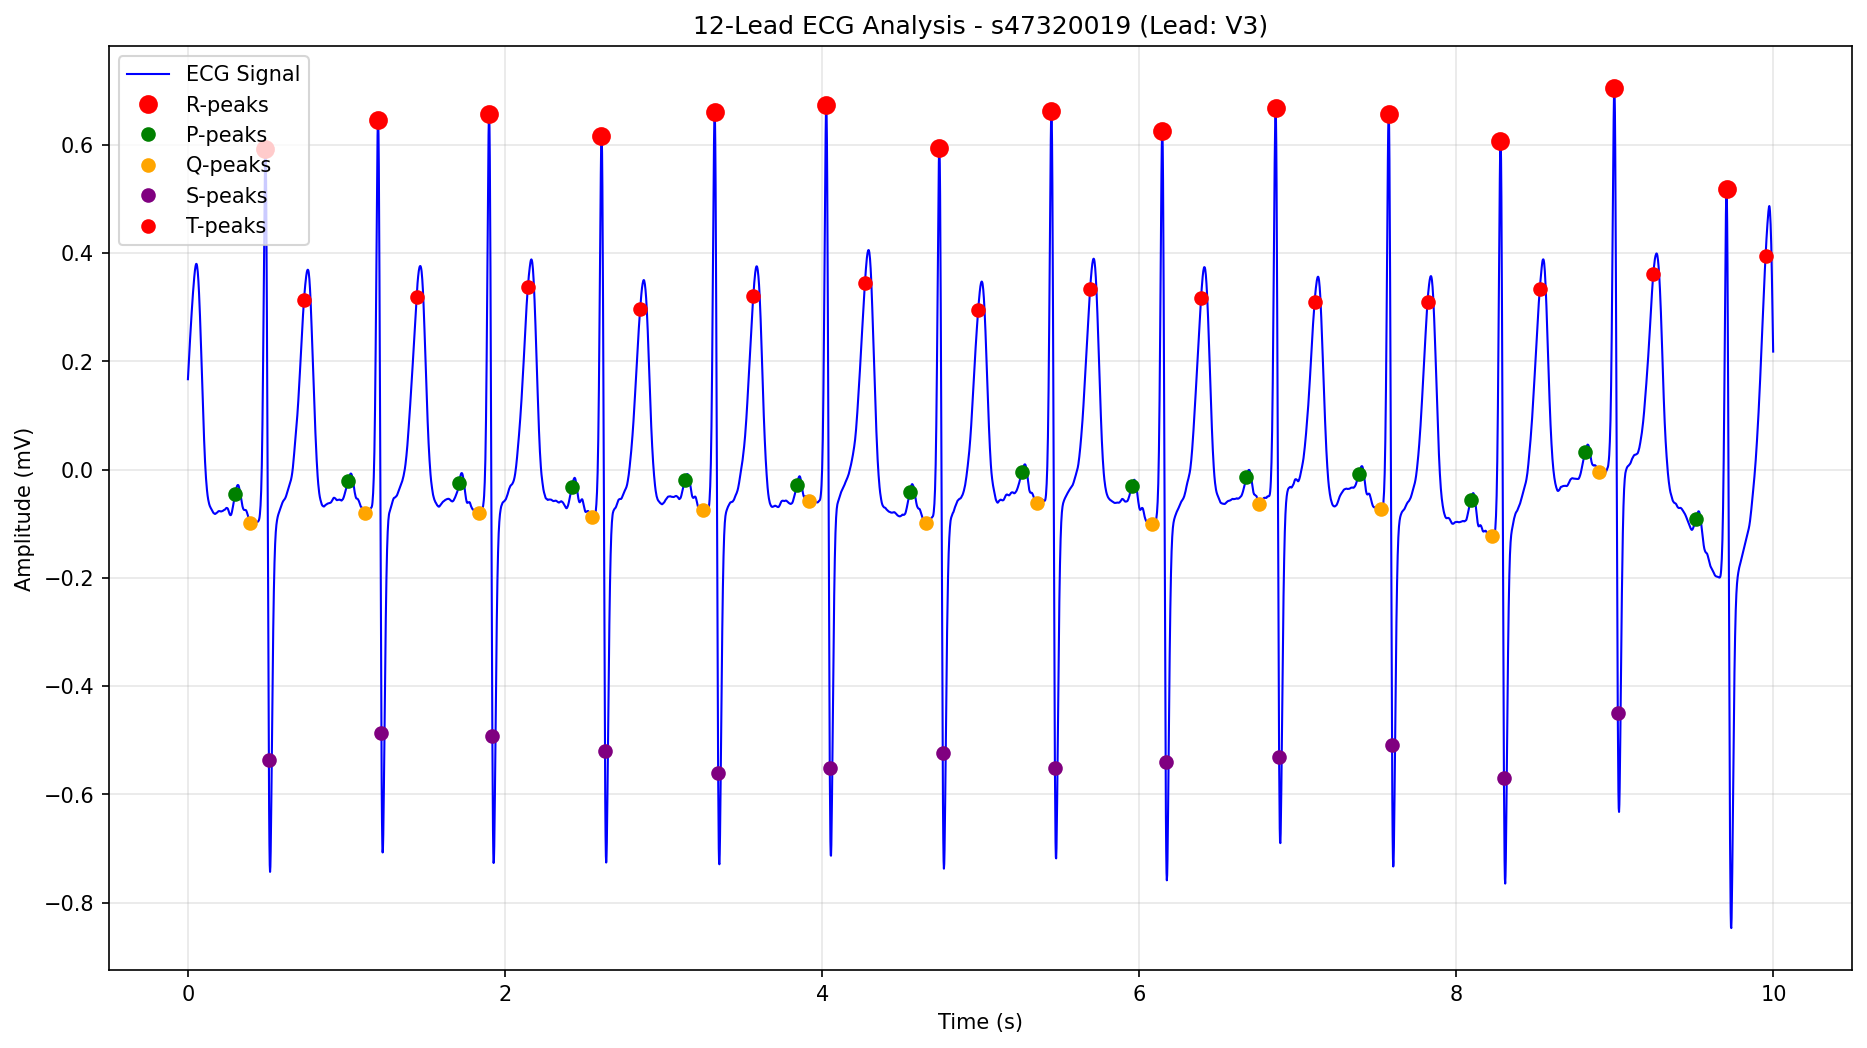 12-Lead ECG Analysis - s47320019 (Lead: V3)
ECG Signal
R-peaks
P-peaks
Q-peaks
S-peaks
T-peaks
Amplitude (mV)
0.6
0.4
0.2
0.0
−0.2
−0.4
−0.6
−0.8
0 2 4 6 8 10
Time (s)